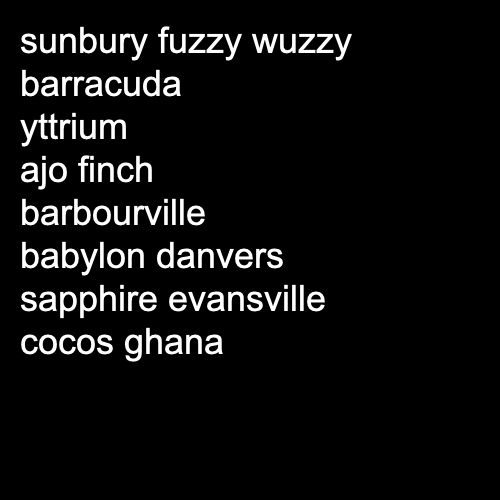 sunbury fuzzy wuzzy
barracuda
yttrium
ajo finch
barbourville
babylon danvers
sapphire evansville
cocos ghana